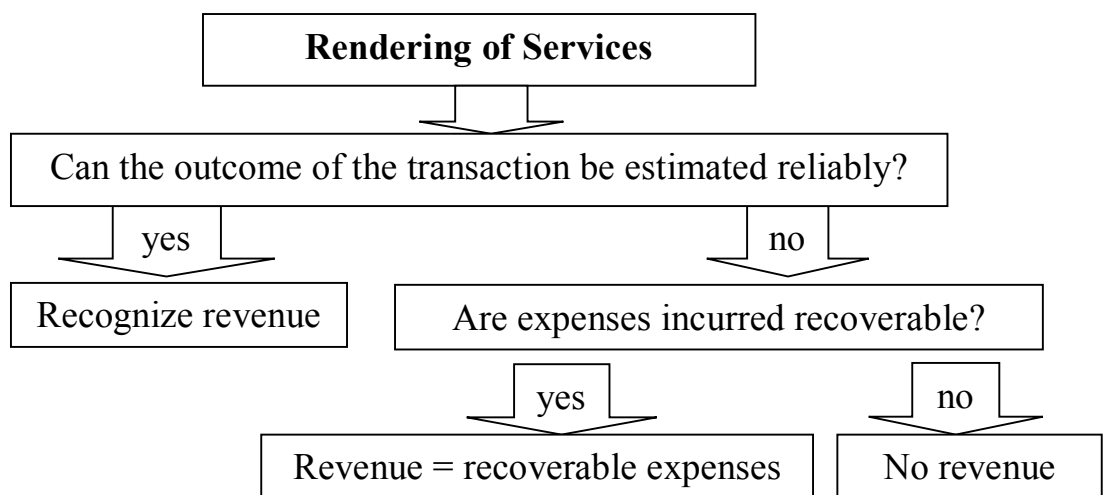 Rendering of Services
Can the outcome of the transaction be estimated reliably?
yes
no
Recognize revenue
Are expenses incurred recoverable?
yes
no
Revenue = recoverable expenses
No revenue